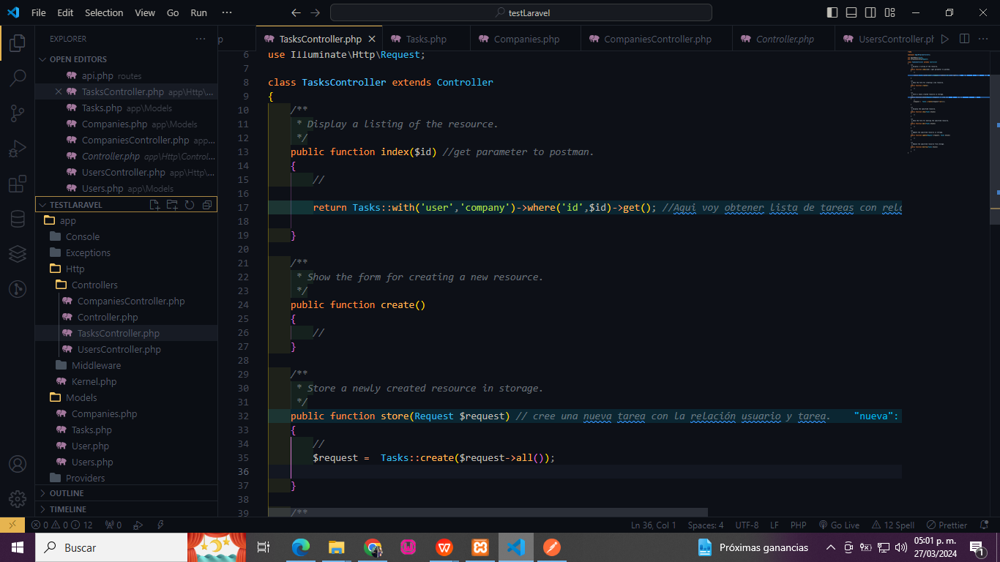 File Edit Selection View Go Run ··· testLaravel
EXPLORER ···
OPEN EDITORS
api.php routes
TasksController.php app\Http\...
Tasks.php app\Models
Companies.php app\Models
CompaniesController.php app...
Controller.php app\Http\Control...
UsersController.php app\Http\...
Users.php app\Models
TESTLARAVEL
app
Console
Exceptions
Http
Controllers
CompaniesController.php
Controller.php
TasksController.php
UsersController.php
Middleware
Kernel.php
Models
Companies.php
Tasks.php
User.php
Users.php
Providers
OUTLINE
TIMELINE
p TasksController.php Tasks.php Companies.php CompaniesController.php Controller.php UsersController.ph ···
6 use Illuminate\Http\Request;
7
8 class TasksController extends Controller
9 {
10 /**
11 * Display a listing of the resource.
12 */
13 public function index($id) //get parameter to postman.
14 {
15 //
16
17 return Tasks::with('user','company')->where('id',$id)->get(); //Aqui voy obtener lista de tareas con relc
18
19 }
20
21 /**
22 * Show the form for creating a new resource.
23 */
24 public function create()
25 {
26 //
27 }
28
29 /**
30 * Store a newly created resource in storage.
31 */
32 public function store(Request $request) // cree una nueva tarea con la relación usuario y tarea. "nueva":
33 {
34 //
35 $request = Tasks::create($request->all());
36
37 }
38
39 /**
0 0 12 0 Ln 36, Col 1 Spaces: 4 UTF-8 LF PHP Go Live 12 Spell Prettier
Buscar Próximas ganancias 05:01 p. m.
27/03/2024 1